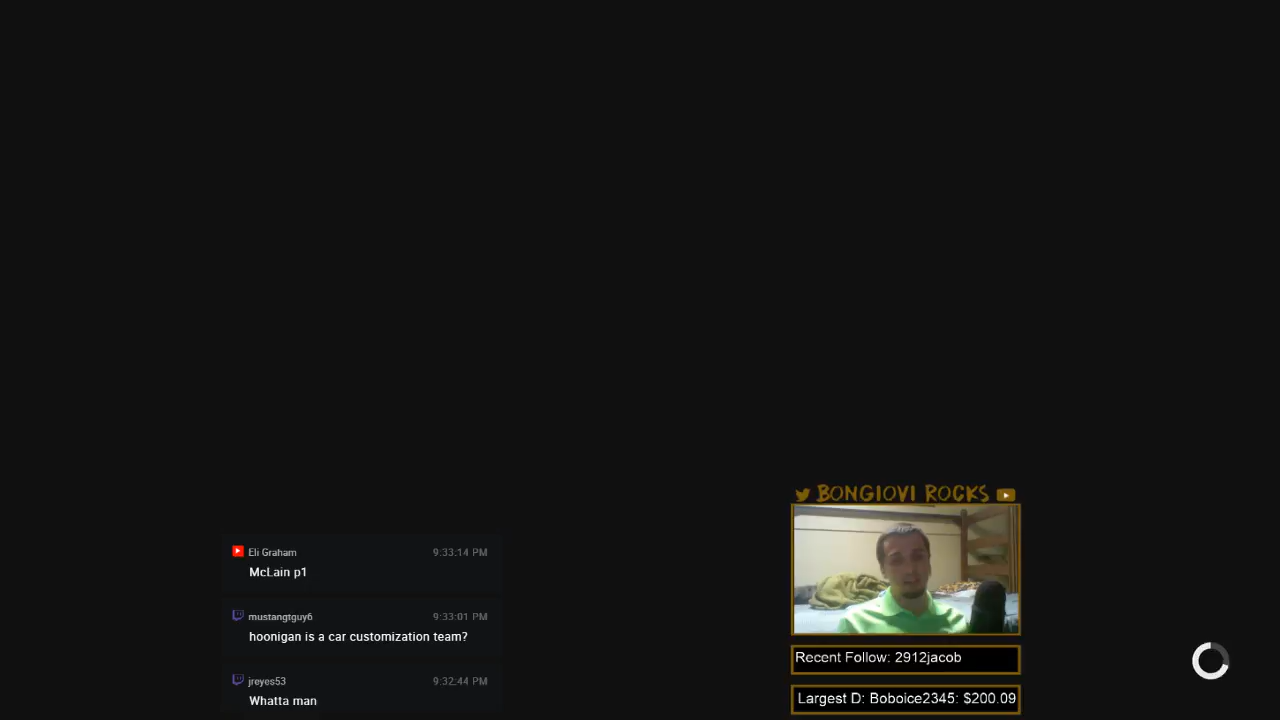 BONGIOVI ROCKS
Eli Graham 9:33:14 PM
McLain p1
mustangtguy6 9:33:01 PM
hoonigan is a car customization team?
jreyes53 9:32:44 PM
Whatta man
Recent Follow: 2912jacob
Largest D: Boboice2345: $200.09